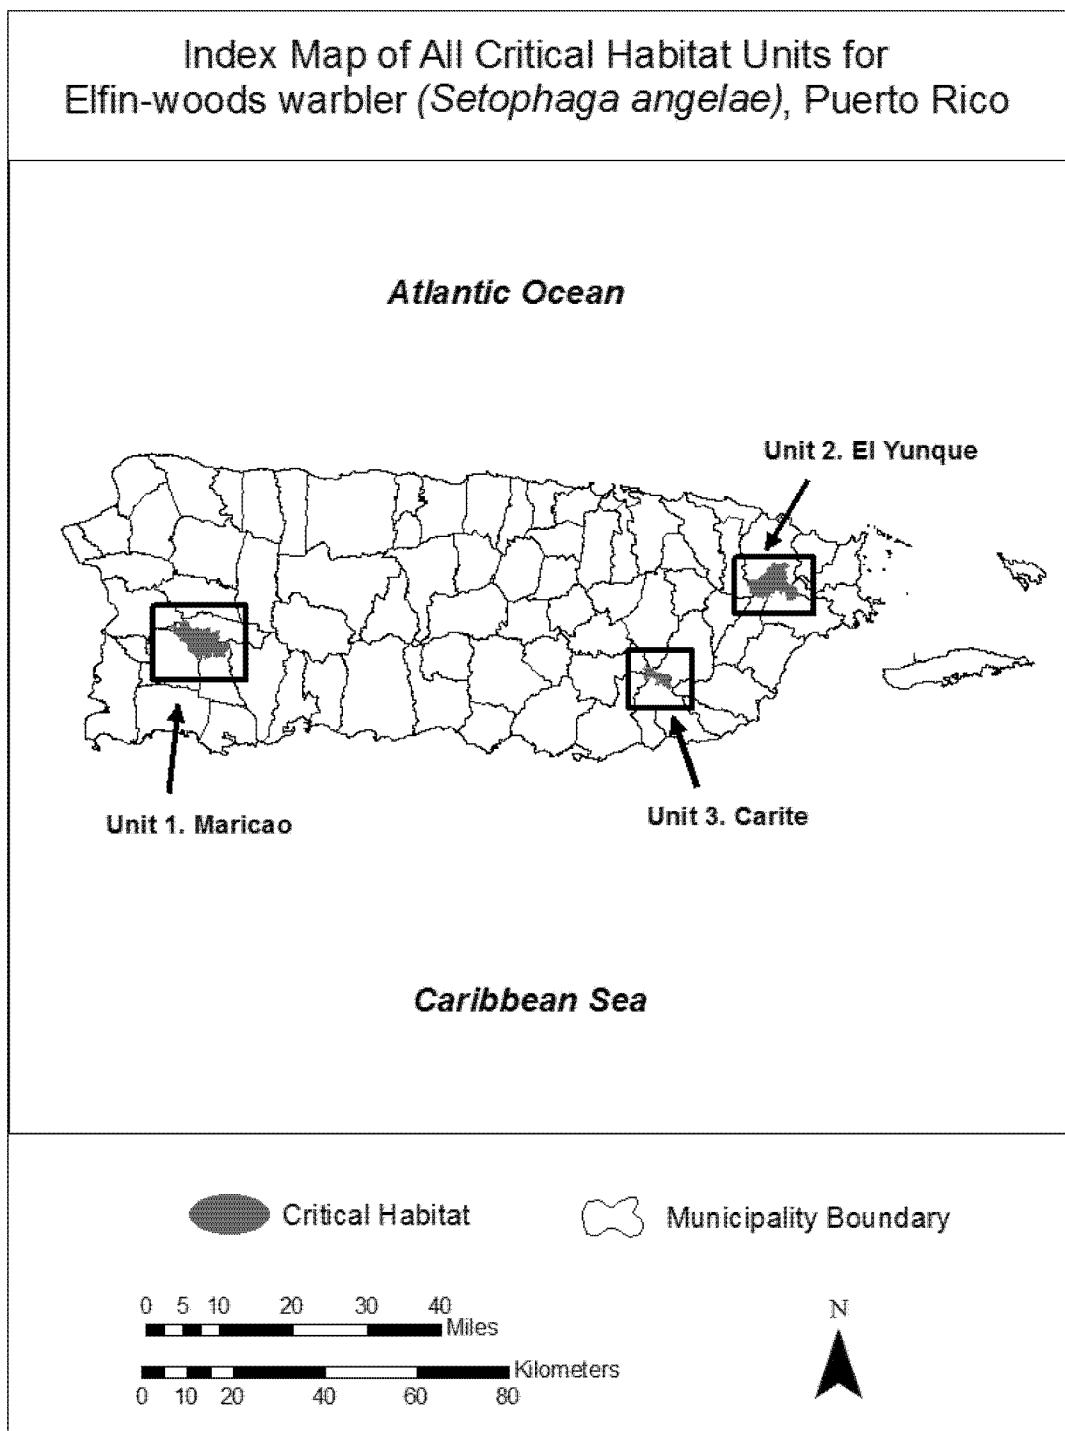 Index Map of All Critical Habitat Units for
Elfin-woods warbler (Setophaga angelae), Puerto Rico
Atlantic Ocean
Unit 2. El Yunque
Unit 3. Carite
Unit 1. Maricao
Caribbean Sea
Critical Habitat
Municipality Boundary
0 5 10 20 30 40
Miles
N
Kilometers
0 10 20 40 60 80